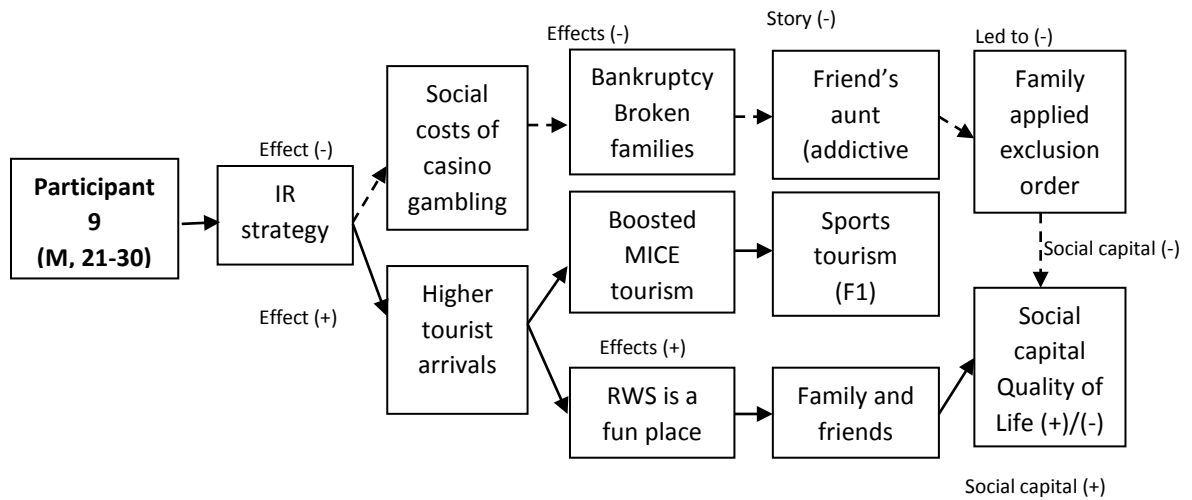 Participant
9
(M, 21-30)
Effect (-)
IR
strategy
Effect (+)
Social
costs of
casino
gambling
Higher
tourist
arrivals
Effects (-)
Bankruptcy
Broken
families
Boosted
MICE
tourism
Effects (+)
RWS is a
fun place
Story (-)
Friend’s
aunt
(addictive
Sports
tourism
(F1)
Family and
friends
Led to (-)
Family
applied
exclusion
order
Social capital (-)
Social
capital
Quality of
Life (+)/(-)
Social capital (+)